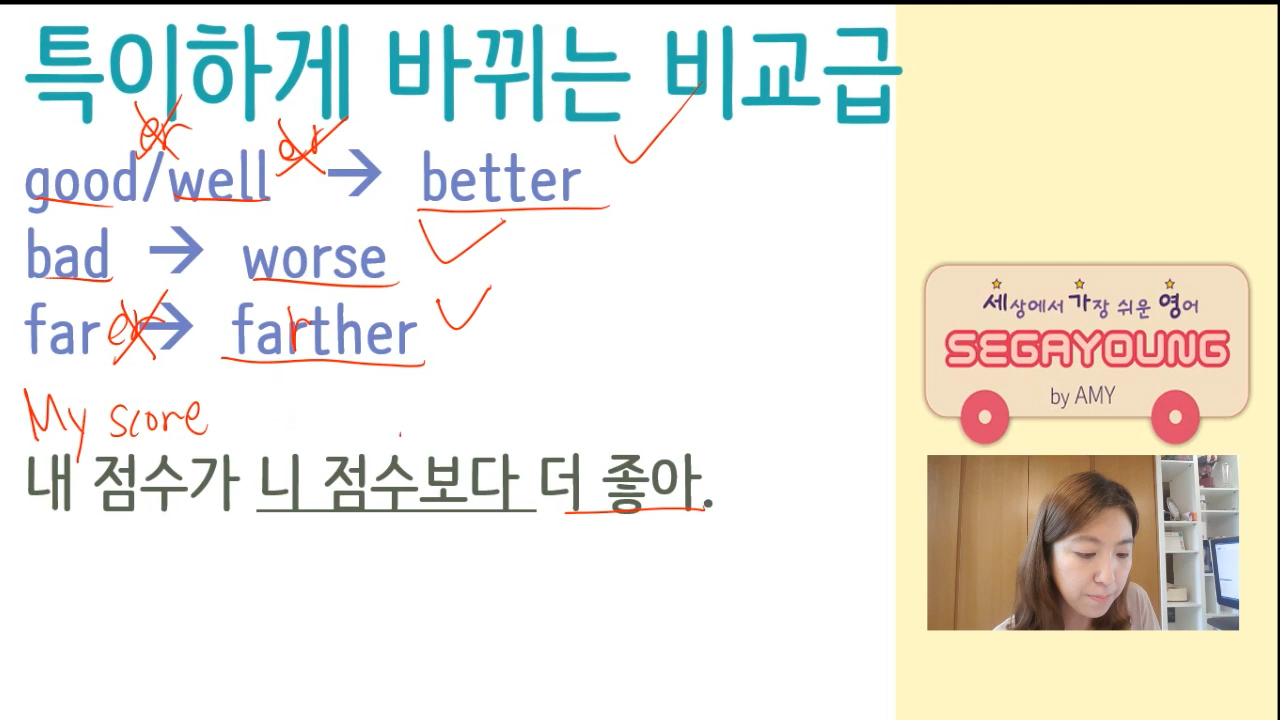 특이하게 바뀌는 비교급
er er
good/well → better
bad → worse
far er → farther
My score
내 점수가 니 점수보다 더 좋아.
세상에서 가장 쉬운 영어
SEGAYOUNG
by AMY